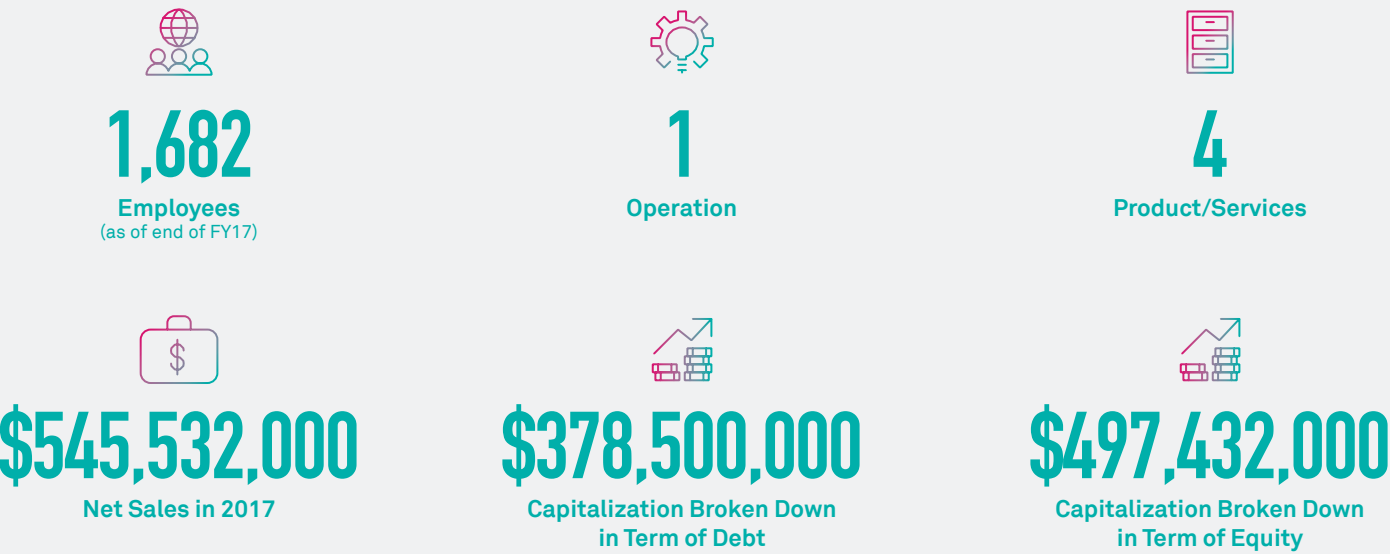 1,682
Employees
(as of end of FY17)
1
Operation
4
Product/Services
$
$545,532,000
Net Sales in 2017
$378,500,000
Capitalization Broken Down
in Term of Debt
$497,432,000
Capitalization Broken Down
in Term of Equity